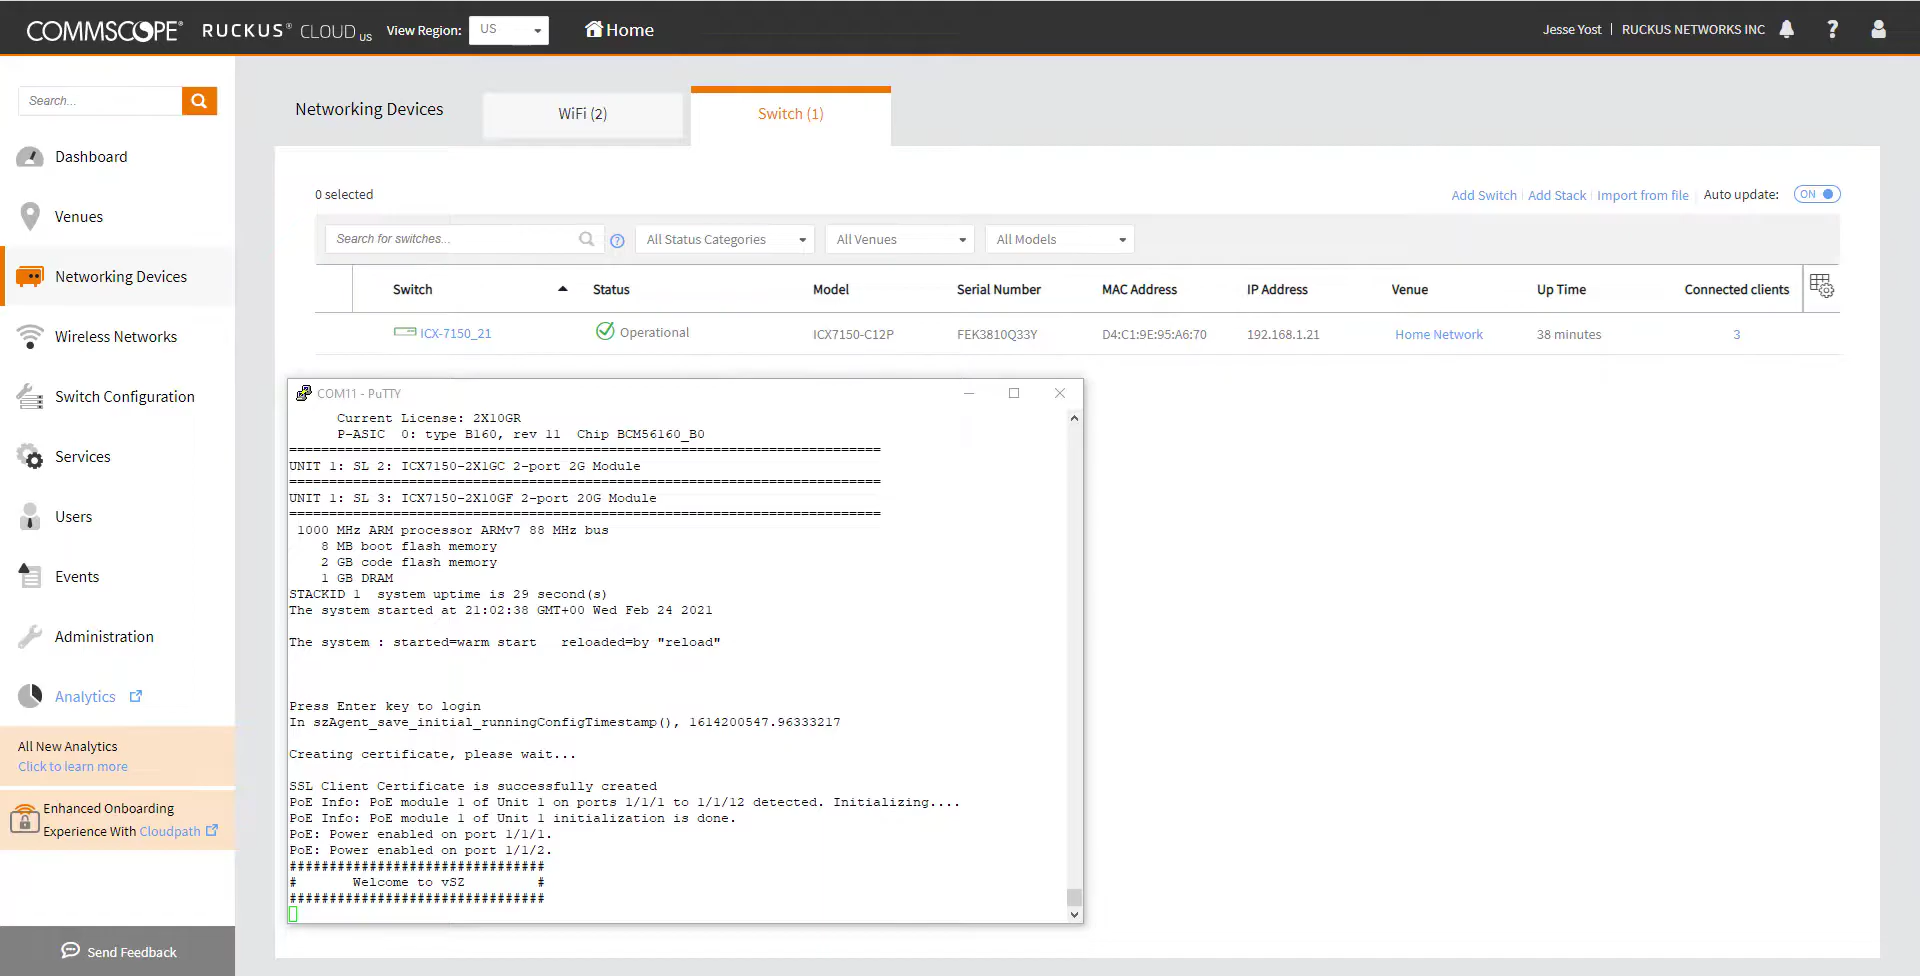 COMMSCOPE® RUCKUS® CLOUD US View Region: US Home Jesse Yost | RUCKUS NETWORKS INC ?
Search...
Dashboard
Venues
Networking Devices
Wireless Networks
Switch Configuration
Services
Users
Events
Administration
Analytics
All New Analytics
Click to learn more
Enhanced Onboarding
Experience With Cloudpath
Send Feedback
Networking Devices WiFi (2) Switch (1)
0 selected Add Switch | Add Stack | Import from file | Auto update: ON
Search for switches... ? All Status Categories All Venues All Models
Switch Status Model Serial Number MAC Address IP Address Venue Up Time Connected clients
ICX-7150_21 Operational ICX7150-C12P FEK3810Q33Y D4:C1:9E:95:A6:70 192.168.1.21 Home Network 38 minutes 3
COM11 - PuTTY
Current License: 2X10GR
P-ASIC 0: type B160, rev 11 Chip BCM56160_B0
==========================================================================
UNIT 1: SL 2: ICX7150-2X1GC 2-port 2G Module
==========================================================================
UNIT 1: SL 3: ICX7150-2X10GF 2-port 20G Module
==========================================================================
1000 MHz ARM processor ARMv7 88 MHz bus
8 MB boot flash memory
2 GB code flash memory
1 GB DRAM
STACKID 1 system uptime is 29 second(s)
The system started at 21:02:38 GMT+00 Wed Feb 24 2021
The system : started=warm start reloaded=by "reload"
Press Enter key to login
In szAgent_save_initial_runningConfigTimestamp(), 1614200547.96333217
Creating certificate, please wait...
SSL Client Certificate is successfully created
PoE Info: PoE module 1 of Unit 1 on ports 1/1/1 to 1/1/12 detected. Initializing....
PoE Info: PoE module 1 of Unit 1 initialization is done.
PoE: Power enabled on port 1/1/1.
PoE: Power enabled on port 1/1/2.
################################
# Welcome to vSZ #
################################